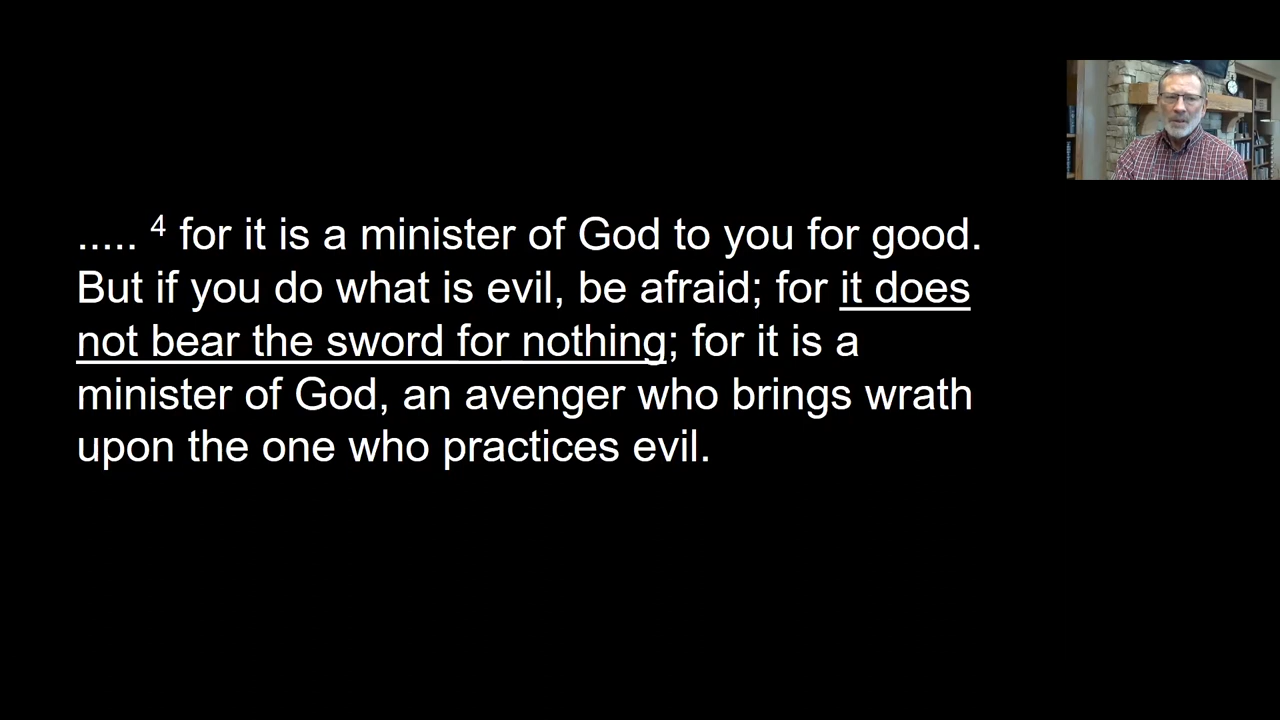 ..... 4 for it is a minister of God to you for good.
But if you do what is evil, be afraid; for it does
not bear the sword for nothing; for it is a
minister of God, an avenger who brings wrath
upon the one who practices evil.